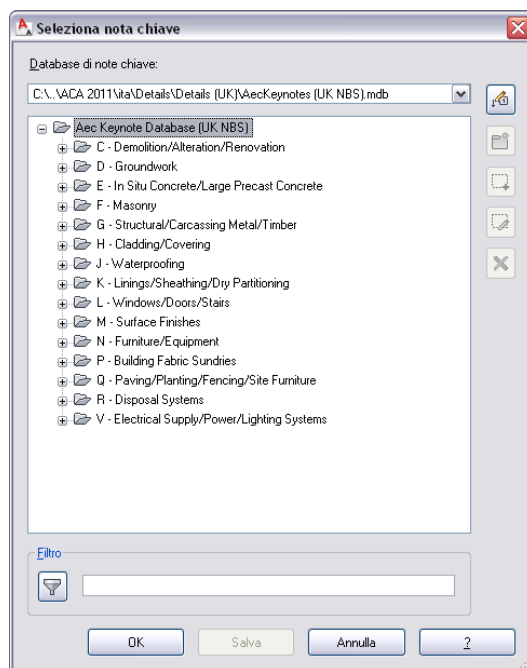 Seleziona nota chiave
Database di note chiave:
C:\..\ACA 2011\ita\Details\Details (UK)\AecKeynotes (UK NBS).mdb
Aec Keynote Database (UK NBS)
C - Demolition/Alteration/Renovation
D - Groundwork
E - In Situ Concrete/Large Precast Concrete
F - Masonry
G - Structural/Carcassing Metal/Timber
H - Cladding/Covering
J - Waterproofing
K - Linings/Sheathing/Dry Partitioning
L - Windows/Doors/Stairs
M - Surface Finishes
N - Furniture/Equipment
P - Building Fabric Sundries
Q - Paving/Planting/Fencing/Site Furniture
R - Disposal Systems
V - Electrical Supply/Power/Lighting Systems
Filtro
OK Salva Annulla ?